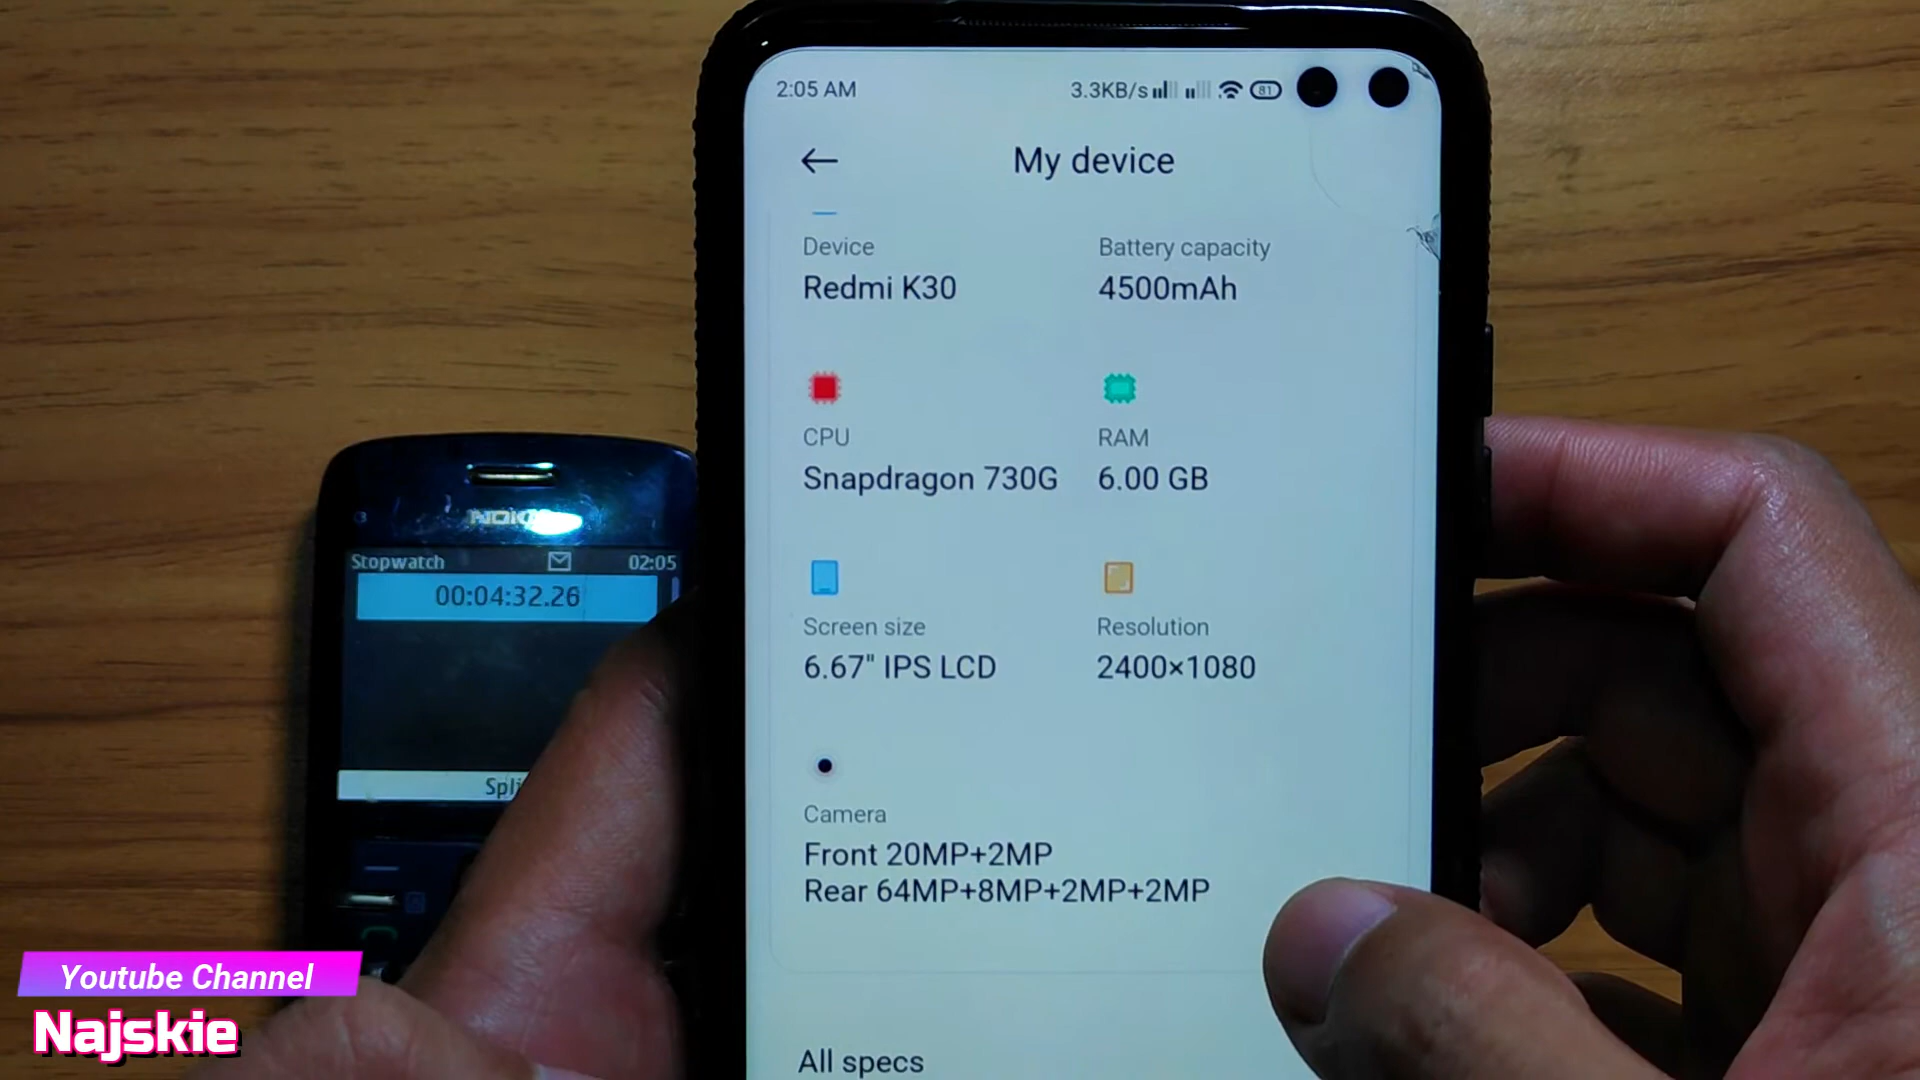 2:05 AM
3.3KB/s
81
My device
Device
Redmi K30
Battery capacity
4500mAh
CPU
Snapdragon 730G
RAM
6.00 GB
Screen size
6.67" IPS LCD
Resolution
2400×1080
Camera
Front 20MP+2MP
Rear 64MP+8MP+2MP+2MP
All specs
Stopwatch
02:05
00:04:32.26
Youtube Channel
Najskie